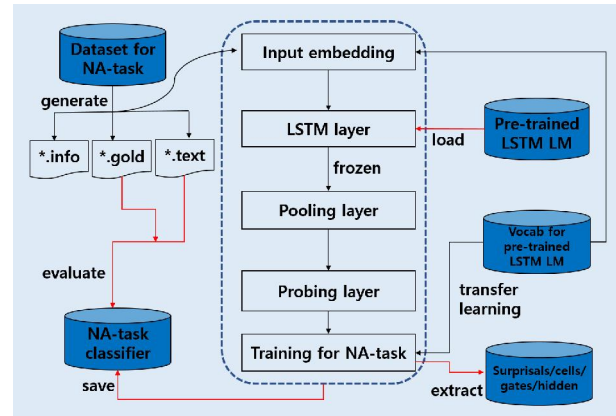 Dataset for
NA-task
generate
*.info
*.gold
*.text
evaluate
NA-task
classifier
save
Input embedding
LSTM layer
frozen
Pooling layer
Probing layer
Training for NA-task
load
Pre-trained
LSTM LM
Vocab for
pre-trained
LSTM LM
transfer
learning
extract
Surprisals/cells/
gates/hidden